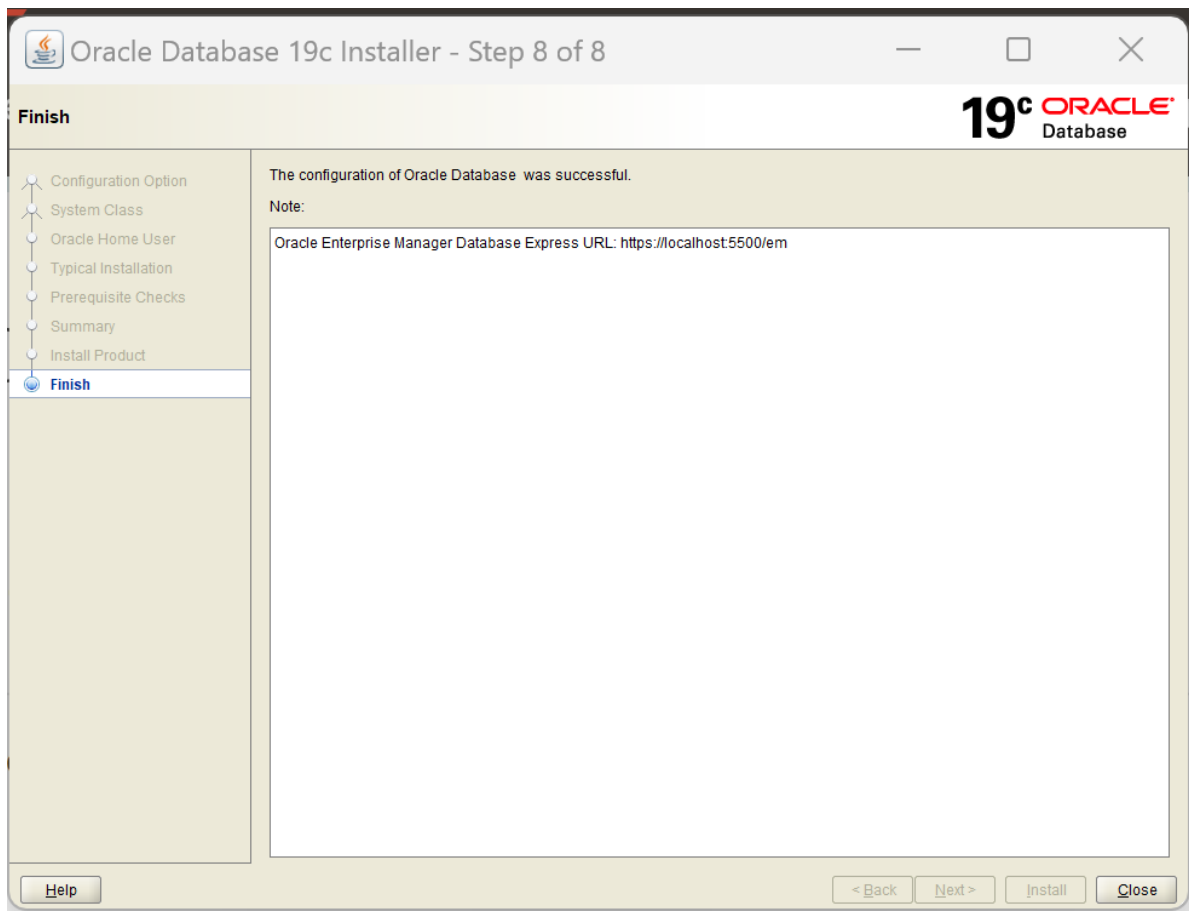 Oracle Database 19c Installer - Step 8 of 8
Finish
19c ORACLE
Database
Configuration Option
System Class
Oracle Home User
Typical Installation
Prerequisite Checks
Summary
Install Product
Finish
The configuration of Oracle Database was successful.
Note:
Oracle Enterprise Manager Database Express URL: https://localhost:5500/em
Help
< Back Next > Install Close